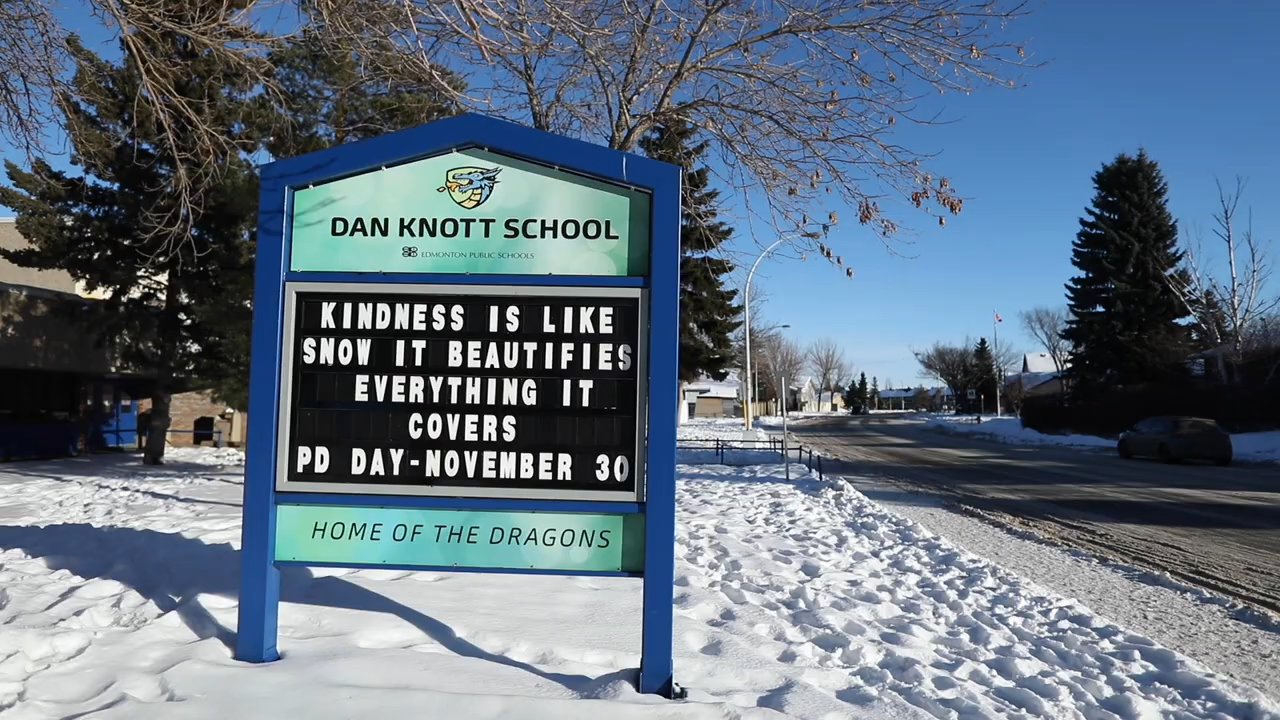 DAN KNOTT SCHOOL
EDMONTON PUBLIC SCHOOLS
KINDNESS IS LIKE
SNOW IT BEAUTIFIES
EVERYTHING IT
COVERS
PD DAY-NOVEMBER 30
HOME OF THE DRAGONS